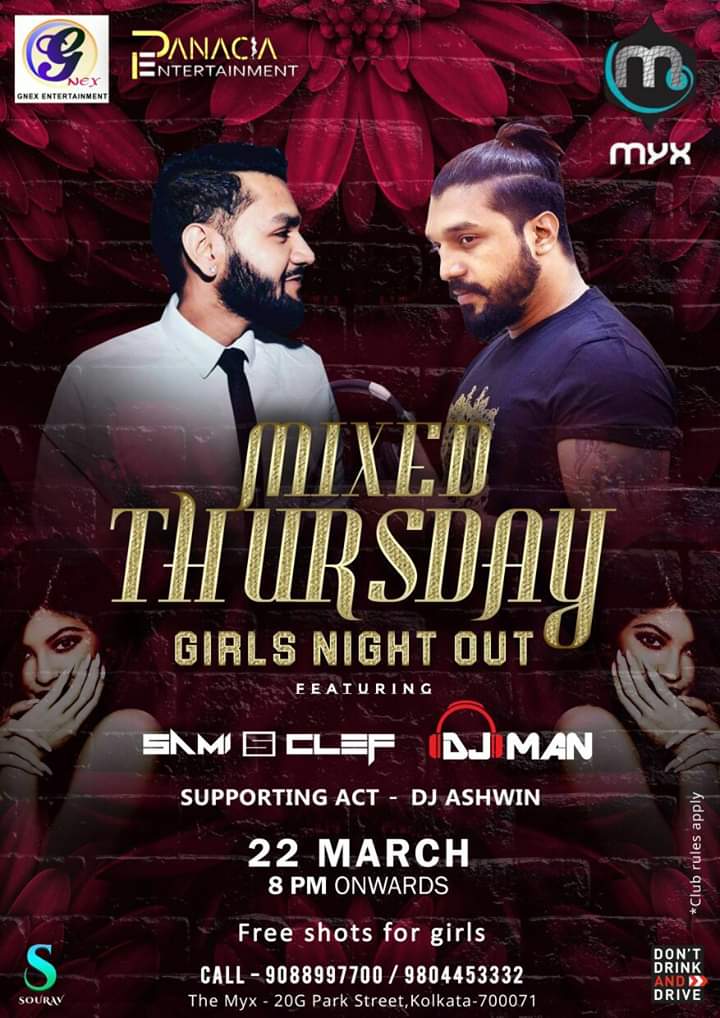 G
NEX
GNEX ENTERTAINMENT
PANACIA
ENTERTAINMENT
m
myx
MIXED
THURSDAY
GIRLS NIGHT OUT
FEATURING
SAMI S CLEF
DJ MAN
SUPPORTING ACT - DJ ASHWIN
22 MARCH
8 PM ONWARDS
*Club rules apply
Free shots for girls
CALL - 9088997700 / 9804453332
The Myx - 20G Park Street,Kolkata-700071
S
SOURAV
DON'T
DRINK
AND
DRIVE